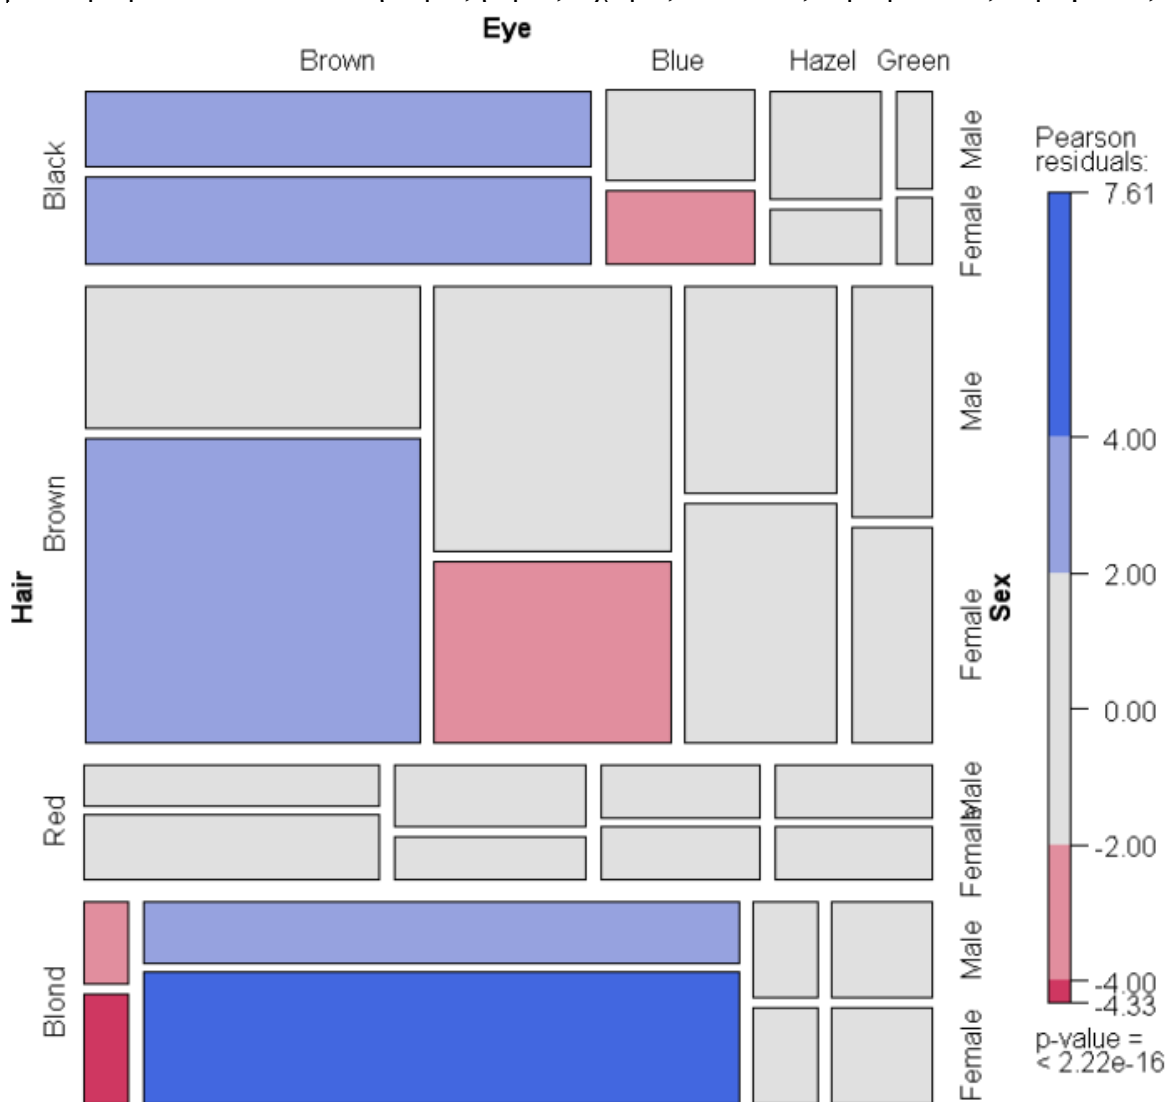 Eye
Brown Blue Hazel Green
Black
Male
Female
Pearson
residuals:
7.61
4.00
2.00
0.00
-2.00
-4.00
-4.33
p-value =
< 2.22e-16
Brown
Male
Female
Hair
Sex
Red
Male
Female
Blond
Male
Female